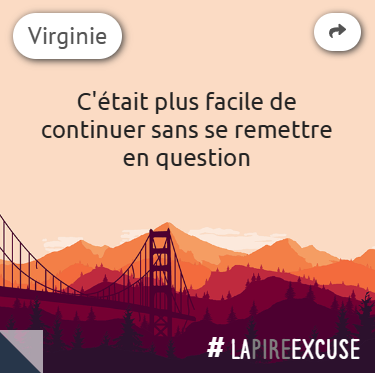 Virginie
C'était plus facile de
continuer sans se remettre
en question
# LAPIREEXCUSE